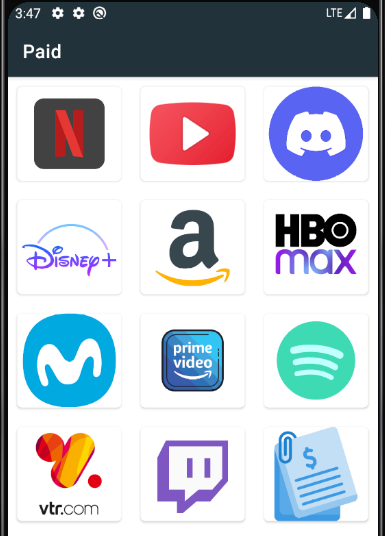 3:47 LTE
Paid
N
DISNEY+
a
HBO
max
prime
video
$
vtr.com